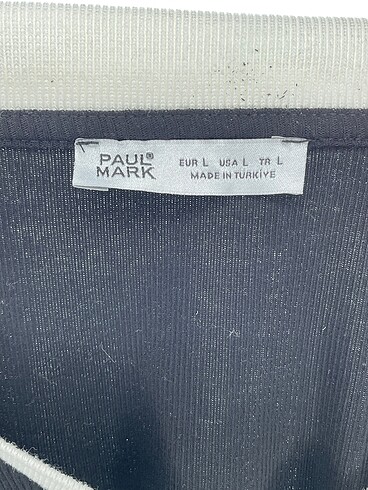 PAUL®
MARK
EUR L USA L TR L
MADE IN TÜRKİYE